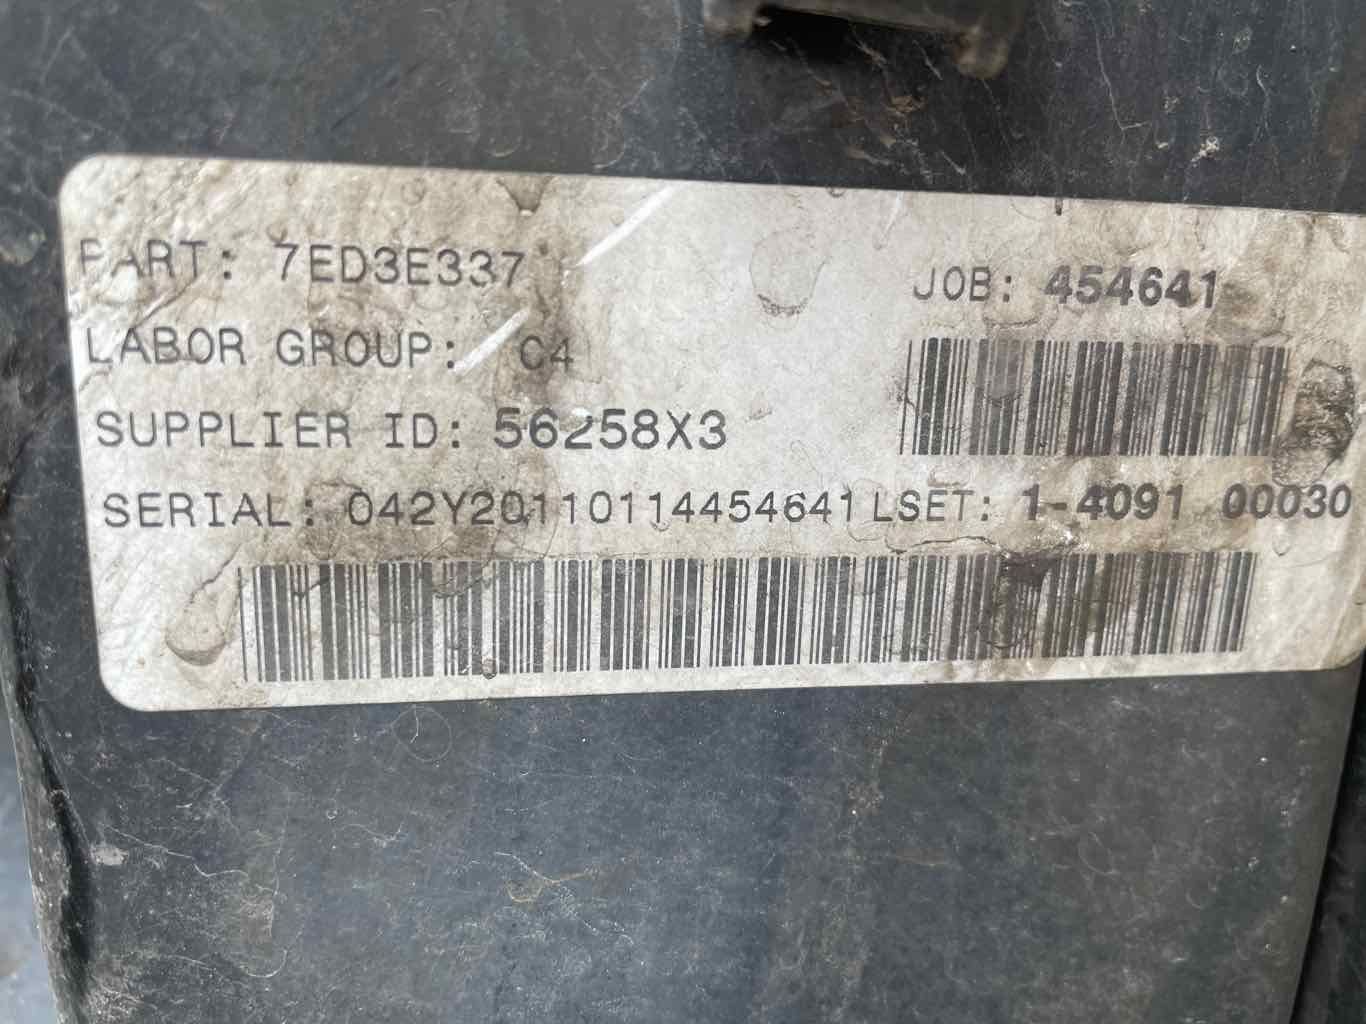 PART: 7ED3E337 JOB: 454641
LABOR GROUP: C4
SUPPLIER ID: 56258X3
SERIAL: 042Y20110114454641 LSET: 1-4091 00030